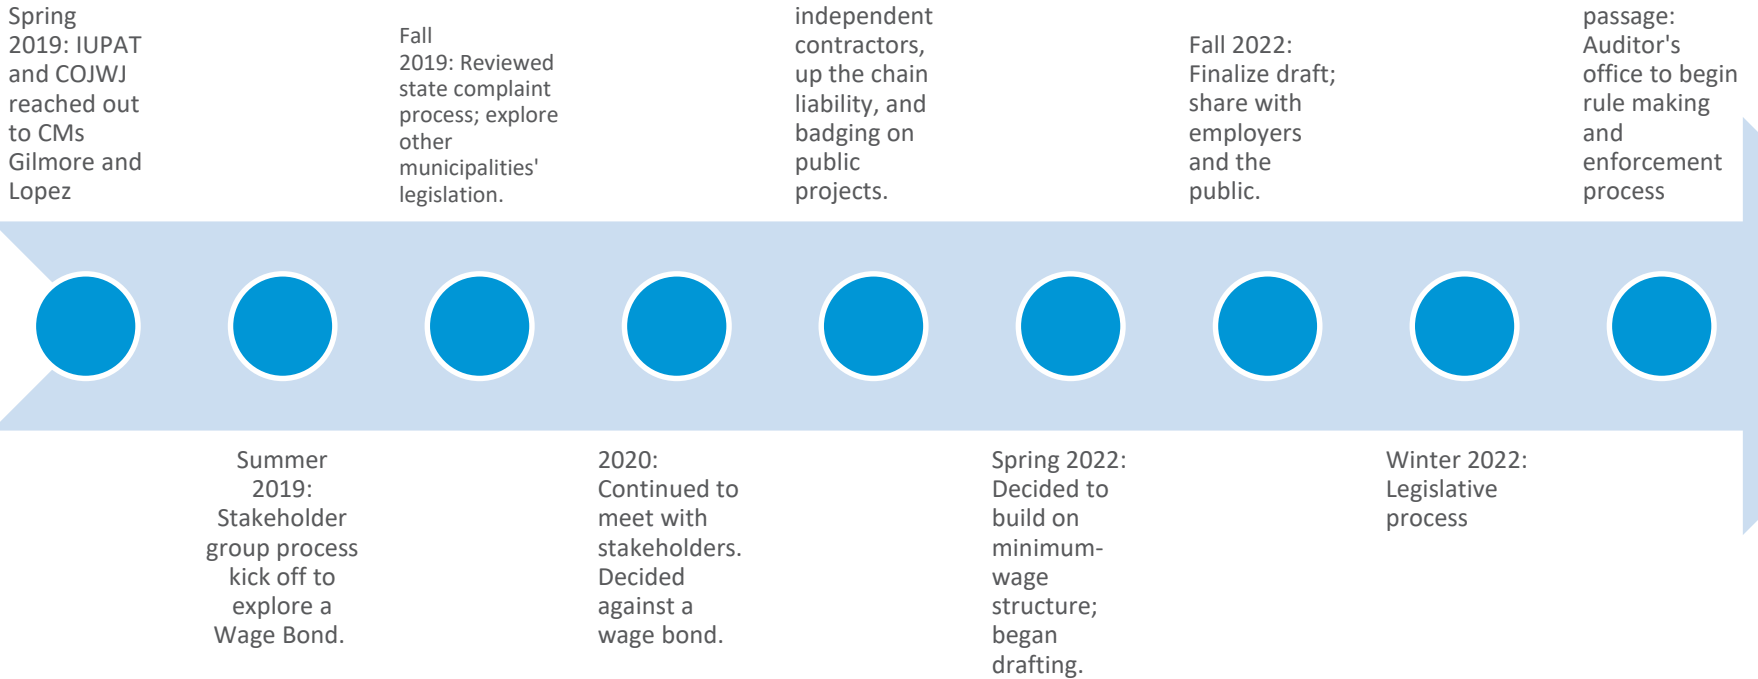 Spring
2019: IUPAT
and COJWJ
reached out
to CMs
Gilmore and
Lopez
Summer
2019:
Stakeholder
group process
kick off to
explore a
Wage Bond.
Fall
2019: Reviewed
state complaint
process; explore
other
municipalities'
legislation.
2020:
Continued to
meet with
stakeholders.
Decided
against a
wage bond.
independent
contractors,
up the chain
liability, and
badging on
public
projects.
Spring 2022:
Decided to
build on
minimum-
wage
structure;
began
drafting.
Fall 2022:
Finalize draft;
share with
employers
and the
public.
Winter 2022:
Legislative
process
passage:
Auditor's
office to begin
rule making
and
enforcement
process